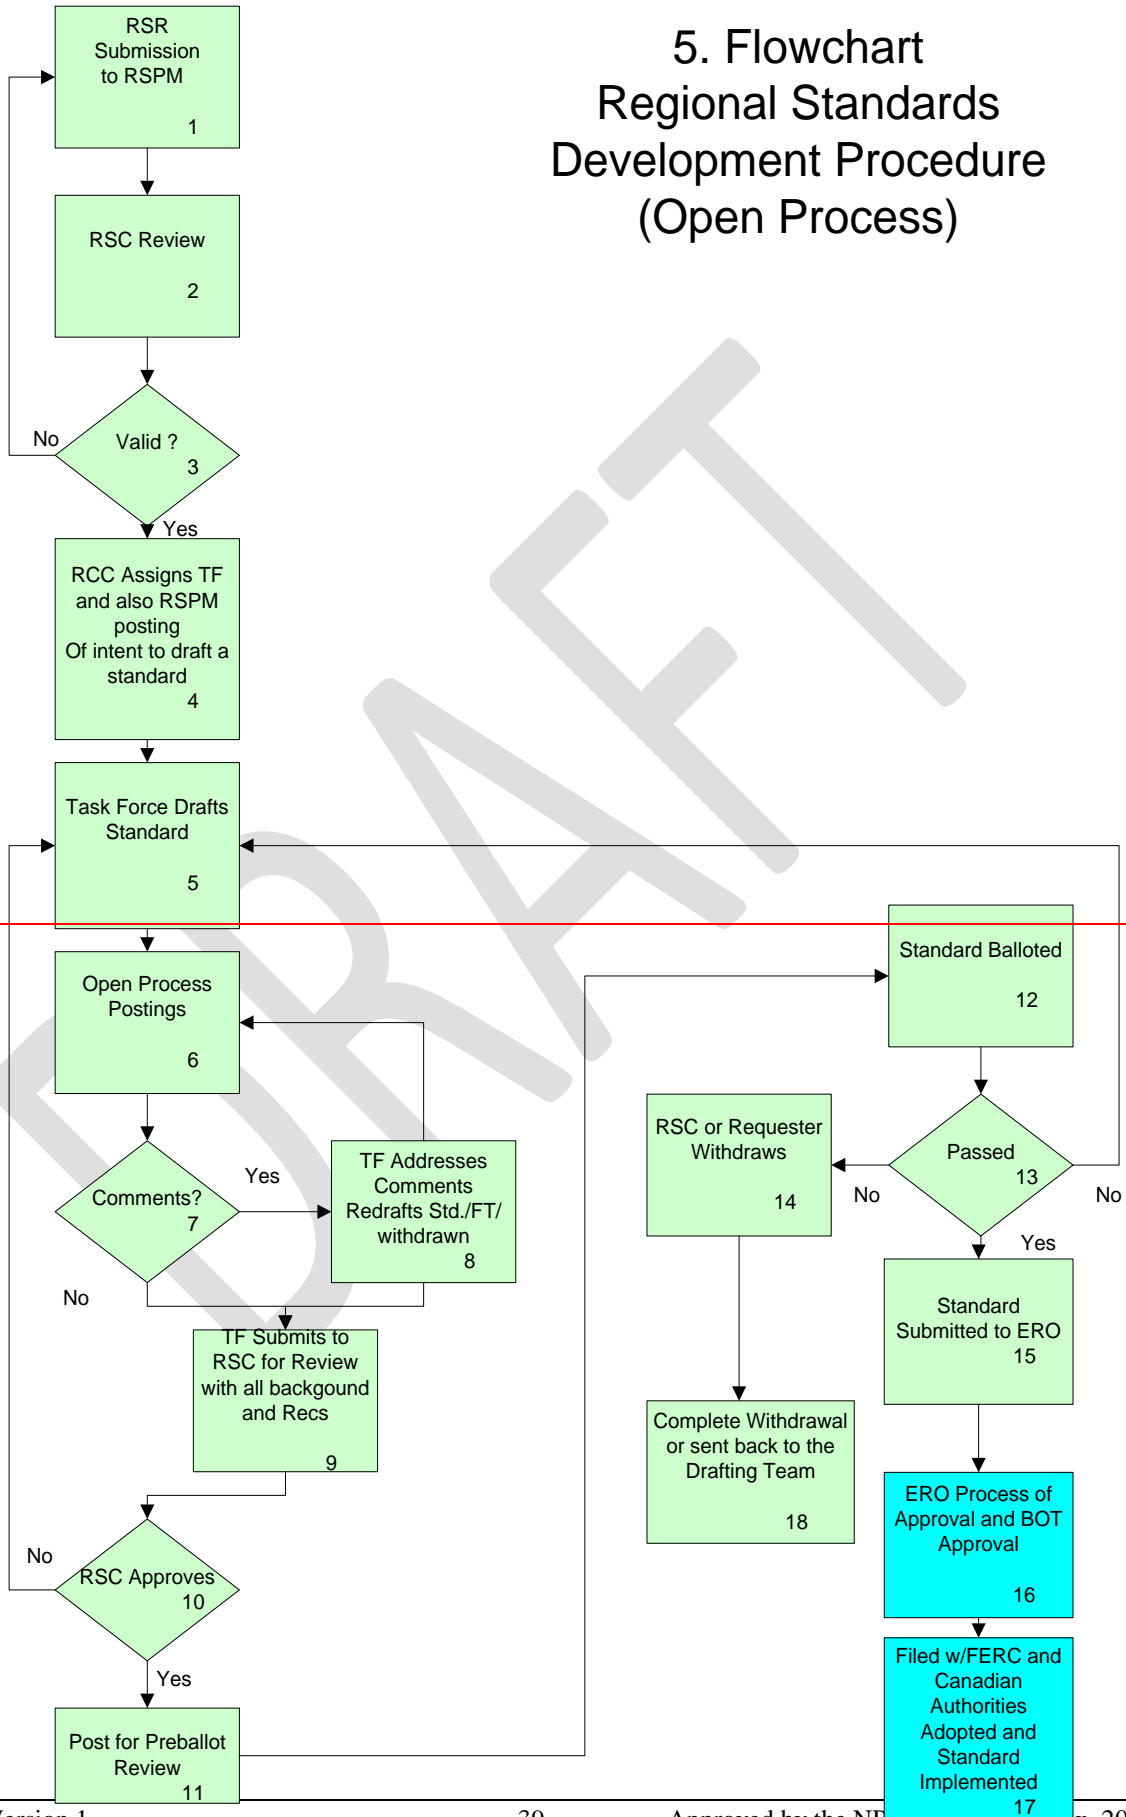 5. Flowchart
Regional Standards
Development Procedure
(Open Process)
RSR
Submission
to RSPM
1
RSC Review
2
Valid ?
3
No
Yes
RCC Assigns TF
and also RSPM
posting
Of intent to draft a
standard
4
Task Force Drafts
Standard
5
Open Process
Postings
6
Comments?
7
Yes
No
TF Addresses
Comments
Redrafts Std./FT/
withdrawn
8
TF Submits to
RSC for Review
with all backgound
and Recs
9
RSC Approves
10
No
Yes
Post for Preballot
Review
11
Standard Balloted
12
Passed
13
No
No
Yes
RSC or Requester
Withdraws
14
Standard
Submitted to ERO
15
Complete Withdrawal
or sent back to the
Drafting Team
18
ERO Process of
Approval and BOT
Approval
16
Filed w/FERC and
Canadian
Authorities
Adopted and
Standard
Implemented
17
DRAFT
1
39
Approved by the